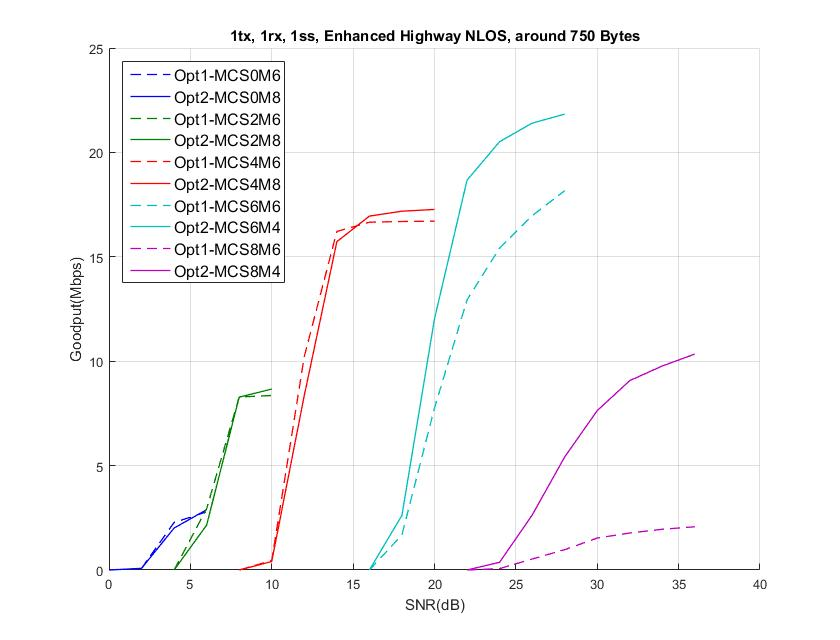 1tx, 1rx, 1ss, Enhanced Highway NLOS, around 750 Bytes
25
20
15
10
5
0
Goodput(Mbps)
Opt1-MCS0M6
Opt2-MCS0M8
Opt1-MCS2M6
Opt2-MCS2M8
Opt1-MCS4M6
Opt2-MCS4M8
Opt1-MCS6M6
Opt2-MCS6M4
Opt1-MCS8M6
Opt2-MCS8M4
0 5 10 15 20 25 30 35 40
SNR(dB)